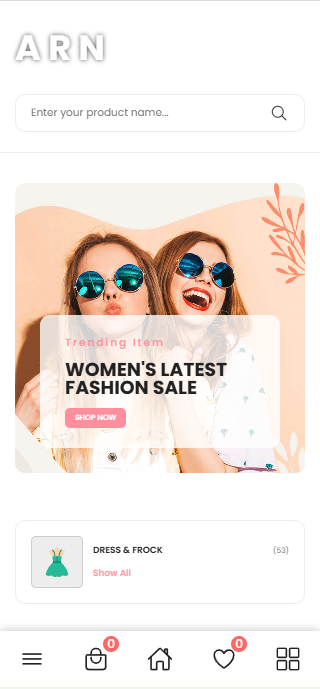 ARN
Enter your product name...
Trending Item
WOMEN'S LATEST
FASHION SALE
SHOP NOW
DRESS & FROCK
(53)
Show All
0
0